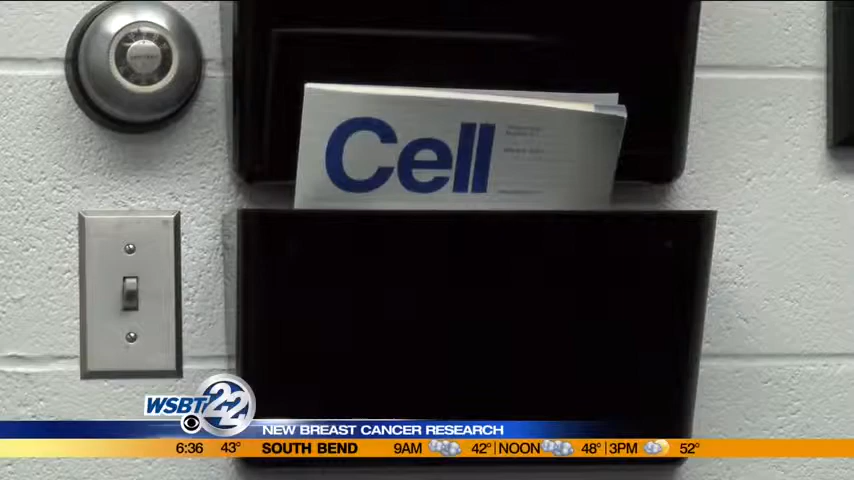 Cell
WSBT 22
NEW BREAST CANCER RESEARCH
6:36 43° SOUTH BEND 9AM 42° NOON 48° 3PM 52°